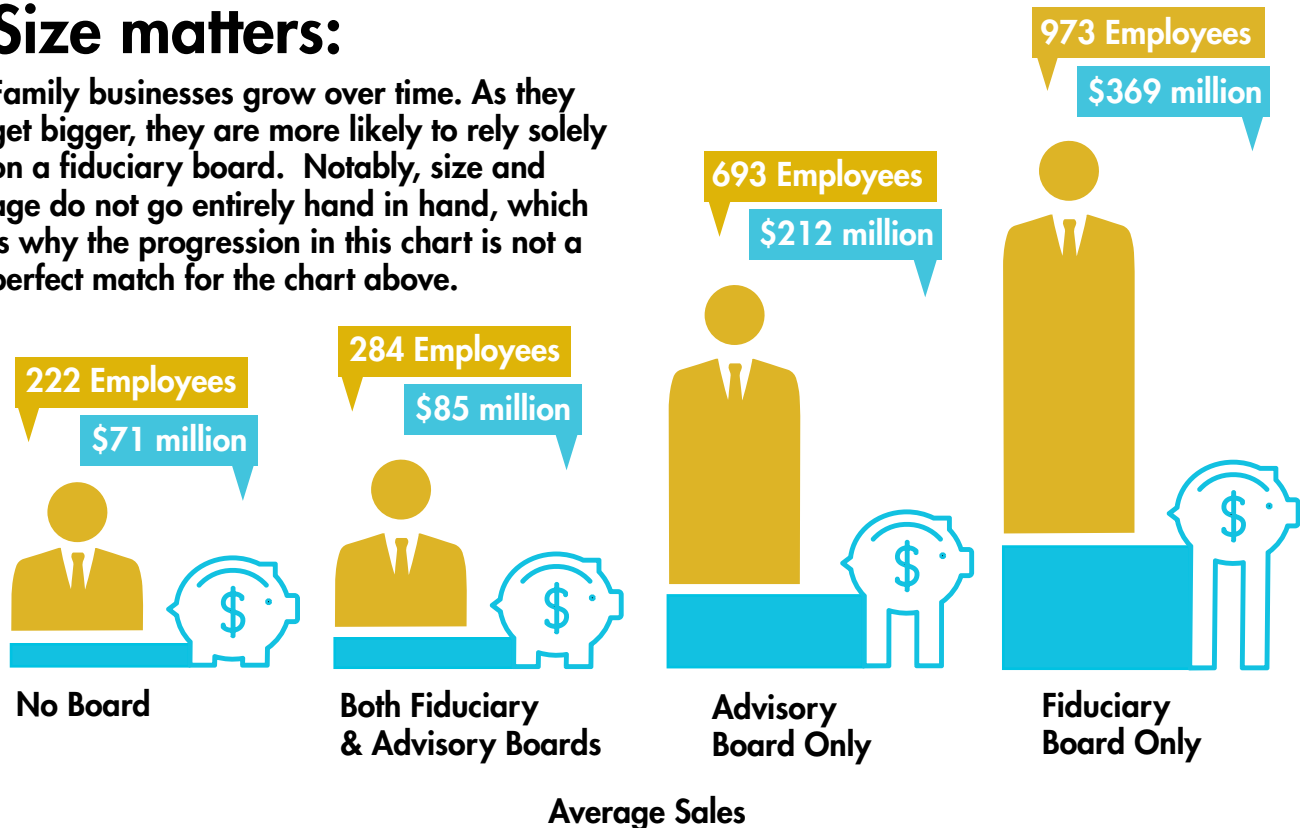 Size matters:
Family businesses grow over time. As they
get bigger, they are more likely to rely solely
on a fiduciary board. Notably, size and
age do not go entirely hand in hand, which
is why the progression in this chart is not a
perfect match for the chart above.
222 Employees
$71 million
$
No Board
284 Employees
$85 million
$
Both Fiduciary
& Advisory Boards
693 Employees
$212 million
$
Advisory
Board Only
973 Employees
$369 million
$
Fiduciary
Board Only
Average Sales